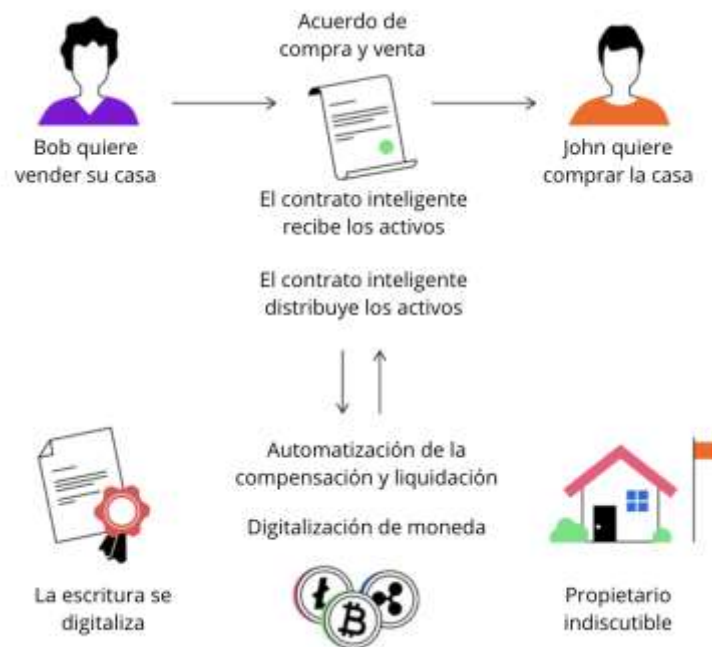 Acuerdo de
compra y venta
Bob quiere
vender su casa
John quiere
comprar la casa
El contrato inteligente
recibe los activos
El contrato inteligente
distribuye los activos
Automatización de la
compensación y liquidación
Digitalización de moneda
La escritura se
digitaliza
Propietario
indiscutible